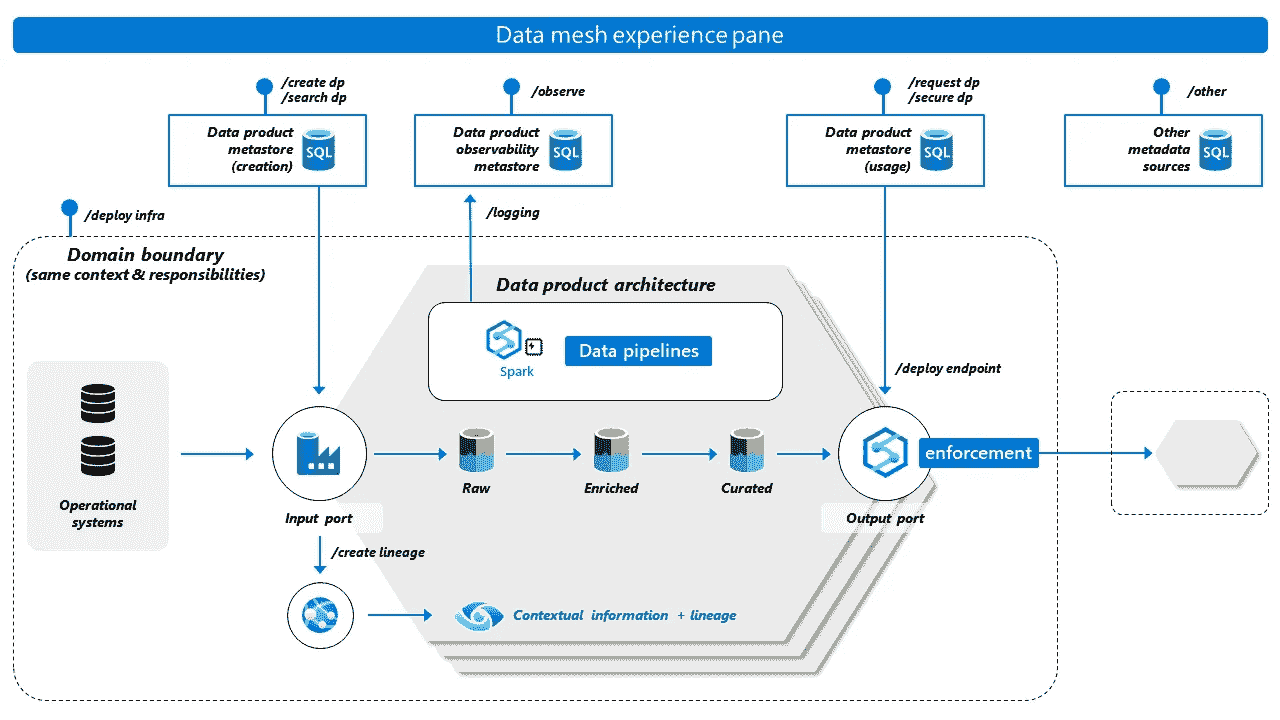 Data mesh experience pane
/create dp
/search dp
/observe
/request dp
/secure dp
/other
Data product
metastore
(creation)
SQL
Data product
observability
metastore
SQL
Data product
metastore
(usage)
SQL
Other
metadata
sources
SQL
/deploy infra
/logging
Domain boundary
(same context & responsibilities)
Data product architecture
Spark
Data pipelines
/deploy endpoint
Operational
systems
Input port
Raw
Enriched
Curated
enforcement
Output port
/create lineage
Contextual information + lineage